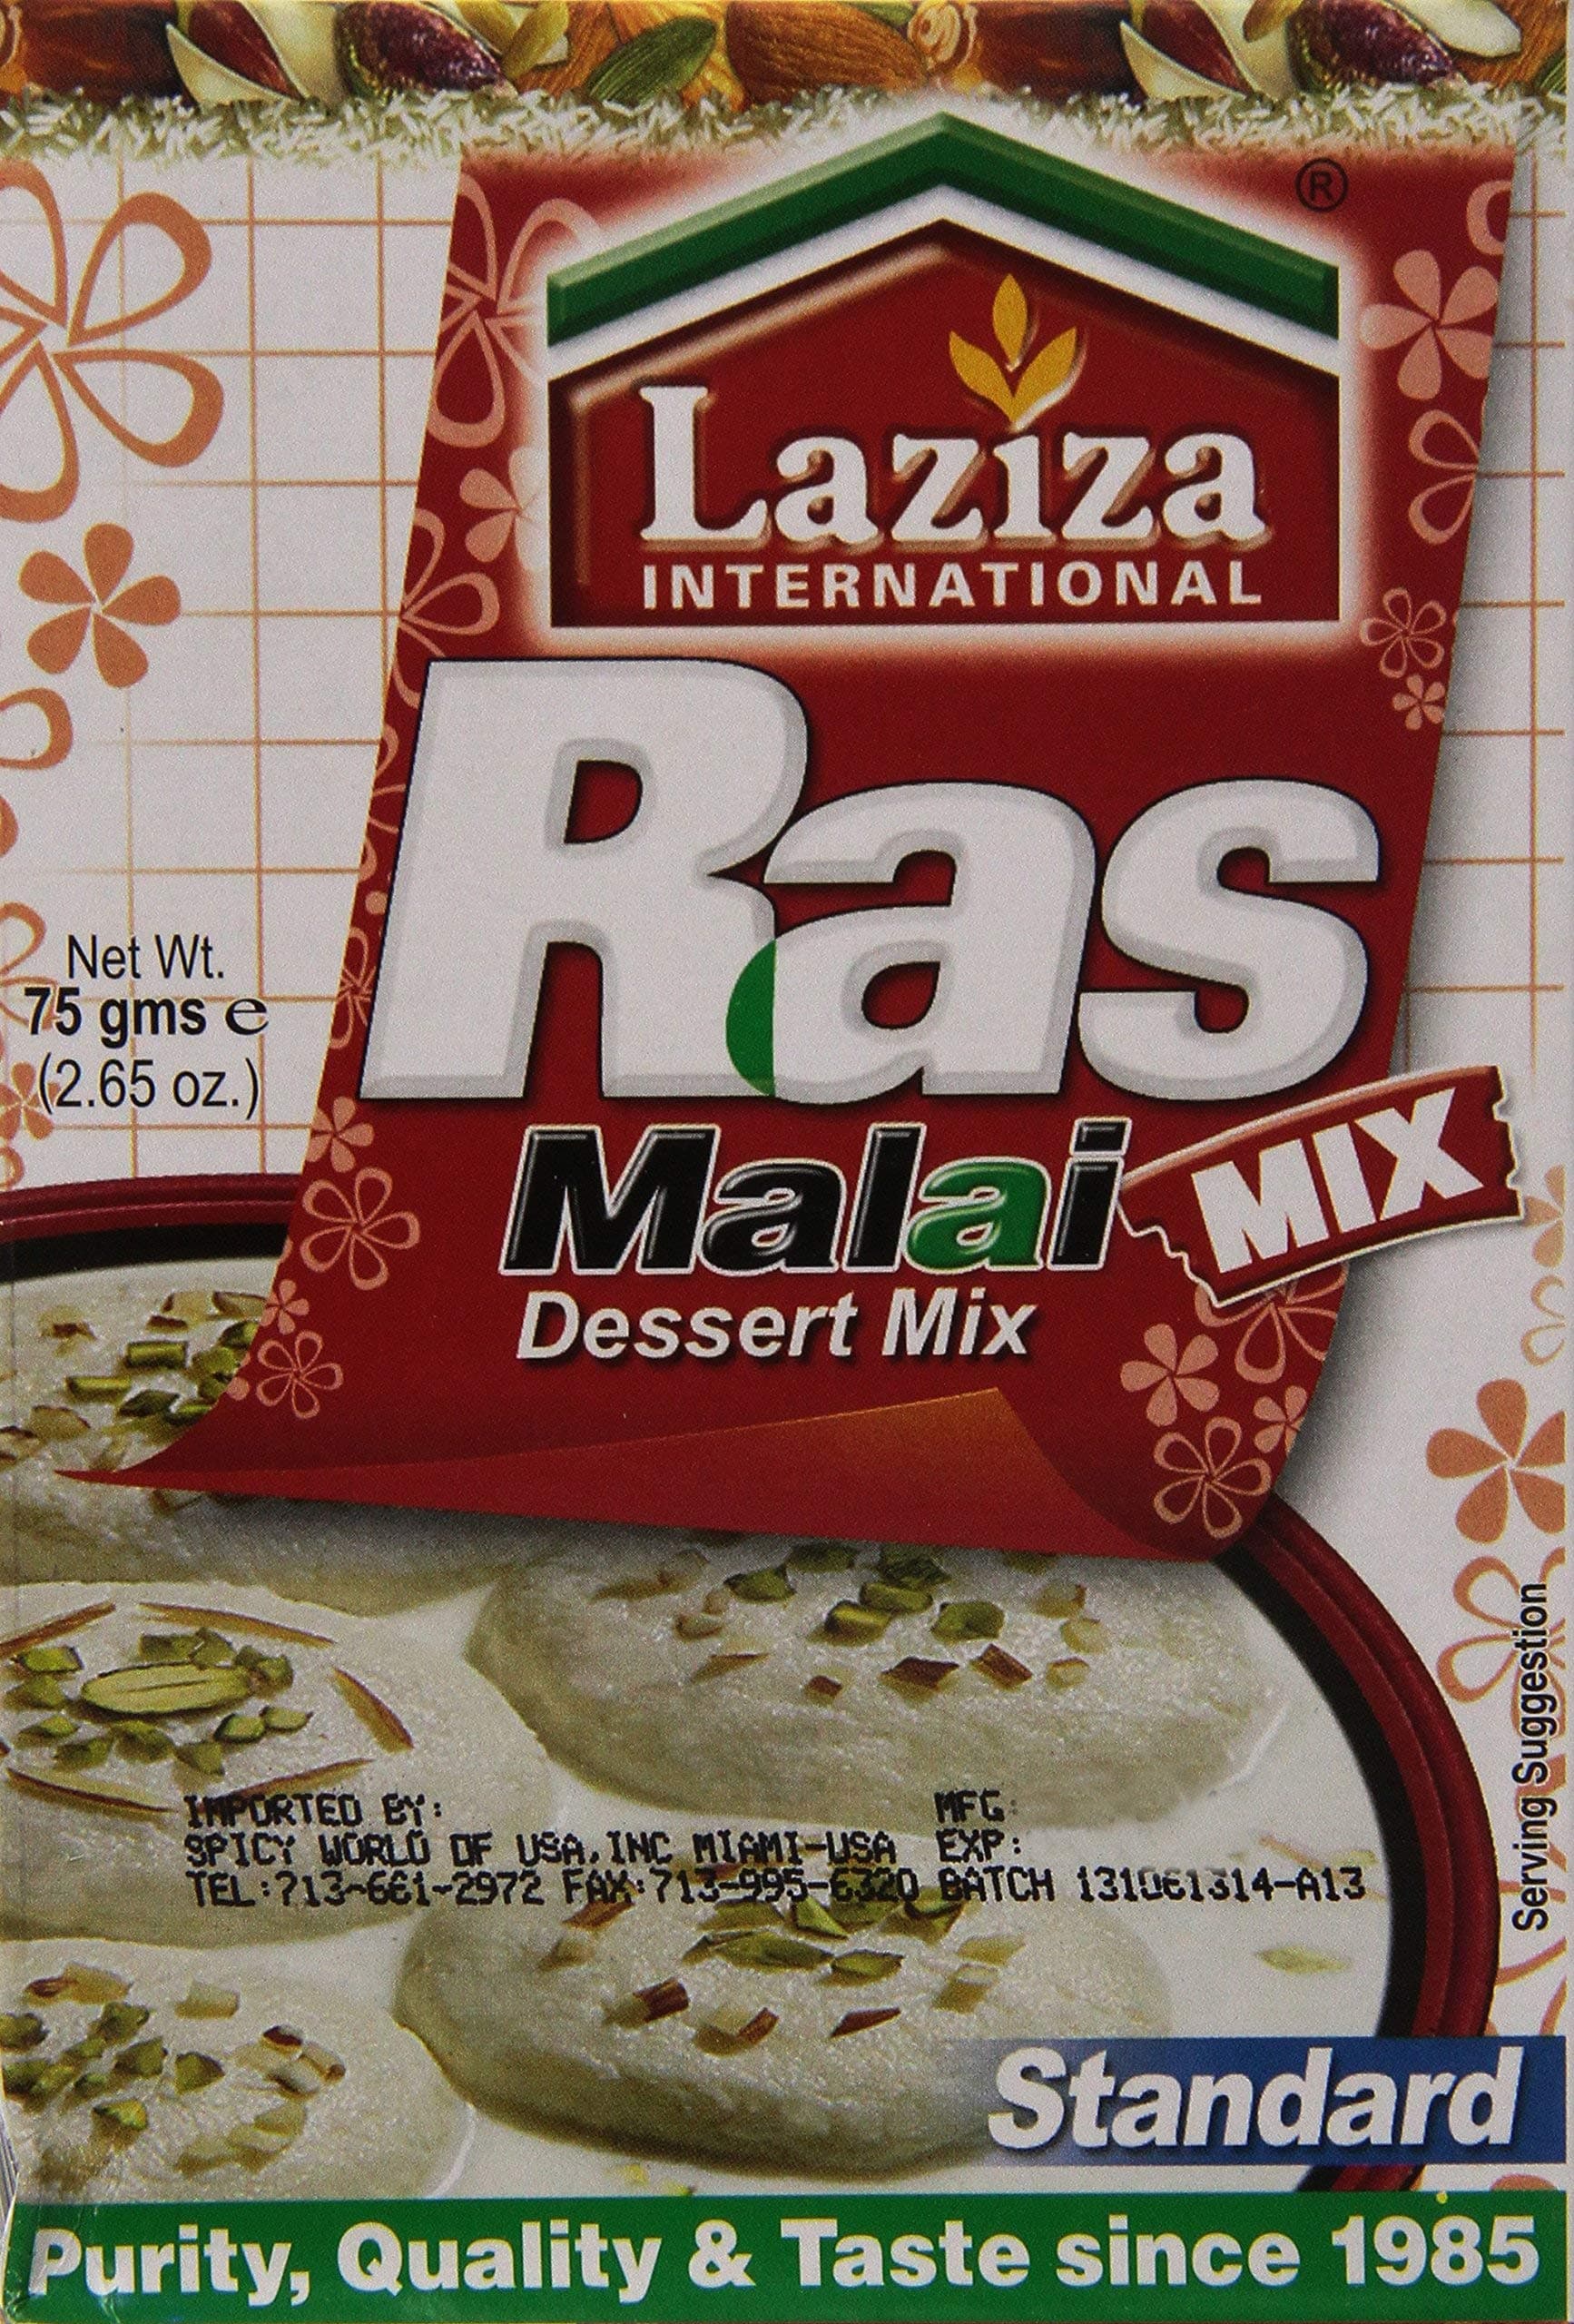 ®
Laziza
INTERNATIONAL
Ras
Malai
MIX
Dessert Mix
Net Wt.
75 gms e
(2.65 oz.)
Serving Suggestion
IMPORTED BY:
SPICY WORLD OF USA,INC MIAMI-USA
TEL:713-661-2972 FAX:713-995-6320
MFG:
EXP:
BATCH 131061314-A13
Standard
Purity, Quality & Taste since 1985